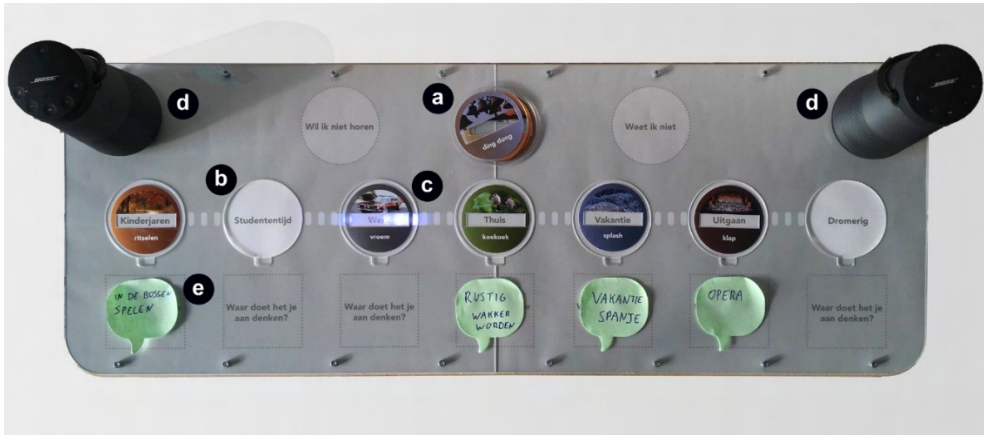 BOSE
BOSE
d
a
d
Wil ik niet horen
ding dong
Weet ik niet
b
c
Kinderjaren
ritselen
Studententijd
We
vroem
Thuis
koekoek
Vakantie
splash
Uitgaan
klap
Dromerig
e
IN DE BOSSEN
SPELEN
Waar doet het je
aan denken?
Waar doet het je
aan denken?
RUSTIG
WAKKER
WORDEN
VAKANTIE
SPANJE
OPERA
Waar doet het je
aan denken?